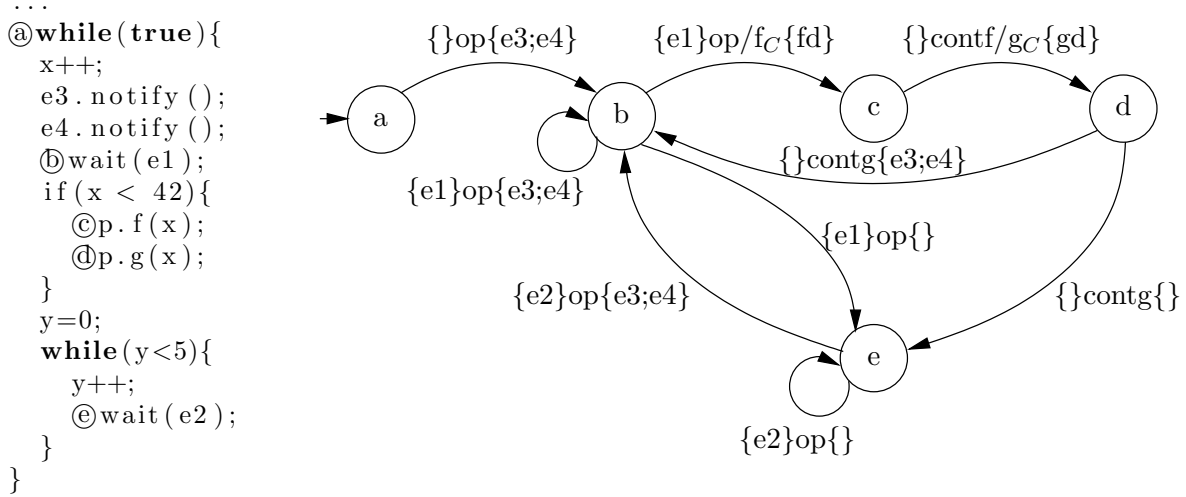 ...
ⓐwhile(true){
x++;
e3.notify();
e4.notify();
ⓑwait(e1);
if(x < 42){
ⓒp.f(x);
ⓓp.g(x);
}
y=0;
while(y<5){
y++;
ⓔwait(e2);
}
}
{}op{e3;e4}
{e1}op/f_C{fd}
{}contf/g_C{gd}
a
b
c
d
{}contg{e3;e4}
{e1}op{e3;e4}
{e1}op{}
{e2}op{e3;e4}
{}contg{}
e
{e2}op{}